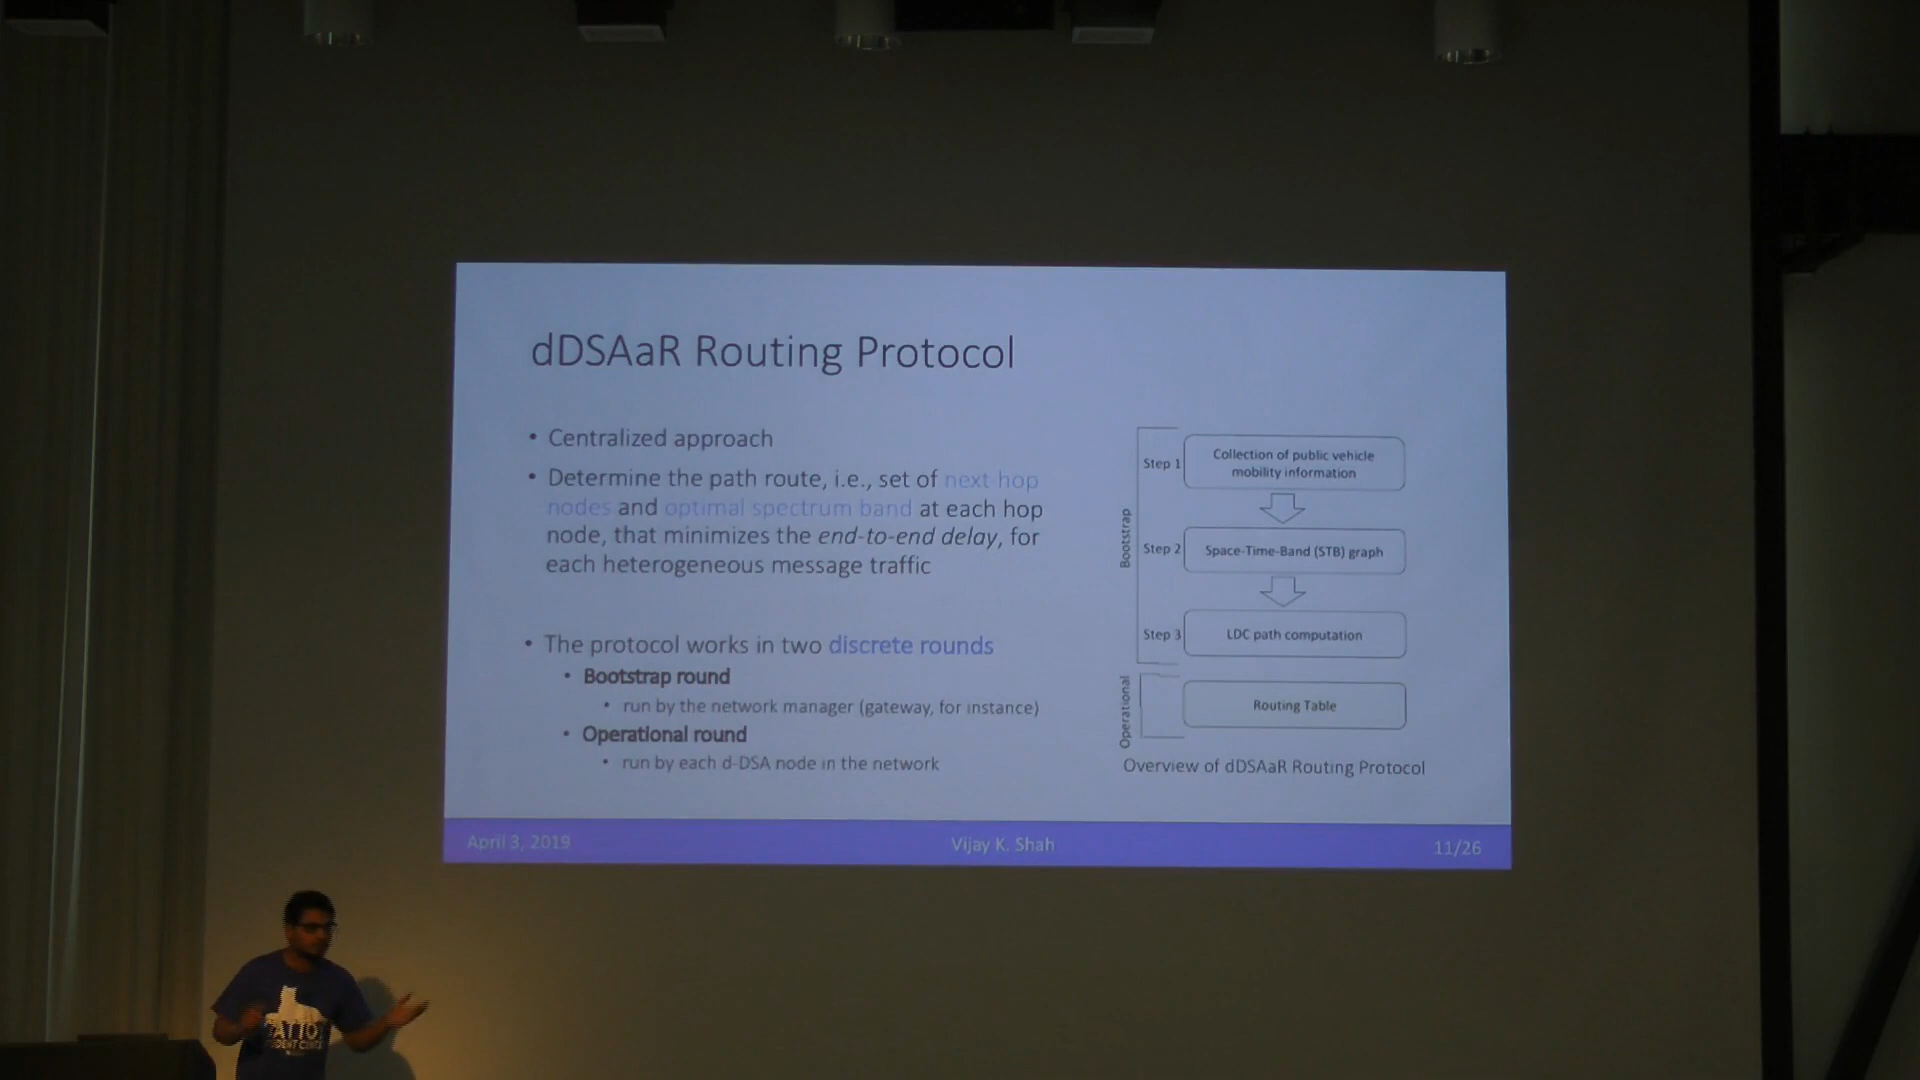 dDSAaR Routing Protocol
• Centralized approach
• Determine the path route, i.e., set of next hop
nodes and optimal spectrum band at each hop
node, that minimizes the end-to-end delay, for
each heterogeneous message traffic
• The protocol works in two discrete rounds
• Bootstrap round
• run by the network manager (gateway, for instance)
• Operational round
• run by each d-DSA node in the network
Bootstrap
Step 1
Collection of public vehicle
mobility information
Step 2
Space-Time-Band (STB) graph
Step 3
LDC path computation
Operational
Routing Table
Overview of dDSAaR Routing Protocol
April 3, 2019
Vijay K. Shah
11/26